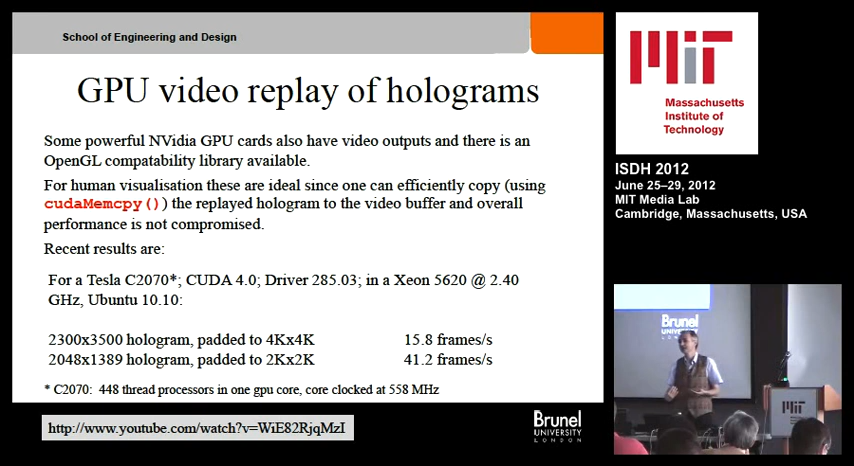 School of Engineering and Design
GPU video replay of holograms
Some powerful NVidia GPU cards also have video outputs and there is an
OpenGL compatability library available.
For human visualisation these are ideal since one can efficiently copy (using
cudaMemcpy()) the replayed hologram to the video buffer and overall
performance is not compromised.
Recent results are:
For a Tesla C2070*; CUDA 4.0; Driver 285.03; in a Xeon 5620 @ 2.40
GHz, Ubuntu 10.10:
2300x3500 hologram, padded to 4Kx4K 15.8 frames/s
2048x1389 hologram, padded to 2Kx2K 41.2 frames/s
* C2070: 448 thread processors in one gpu core, core clocked at 558 MHz
http://www.youtube.com/watch?v=WiE82RjqMzI
Brunel
UNIVERSITY
LONDON
MIT
Massachusetts
Institute of
Technology
ISDH 2012
June 25–29, 2012
MIT Media Lab
Cambridge, Massachusetts, USA
Brunel
UNIVERSITY
MIT